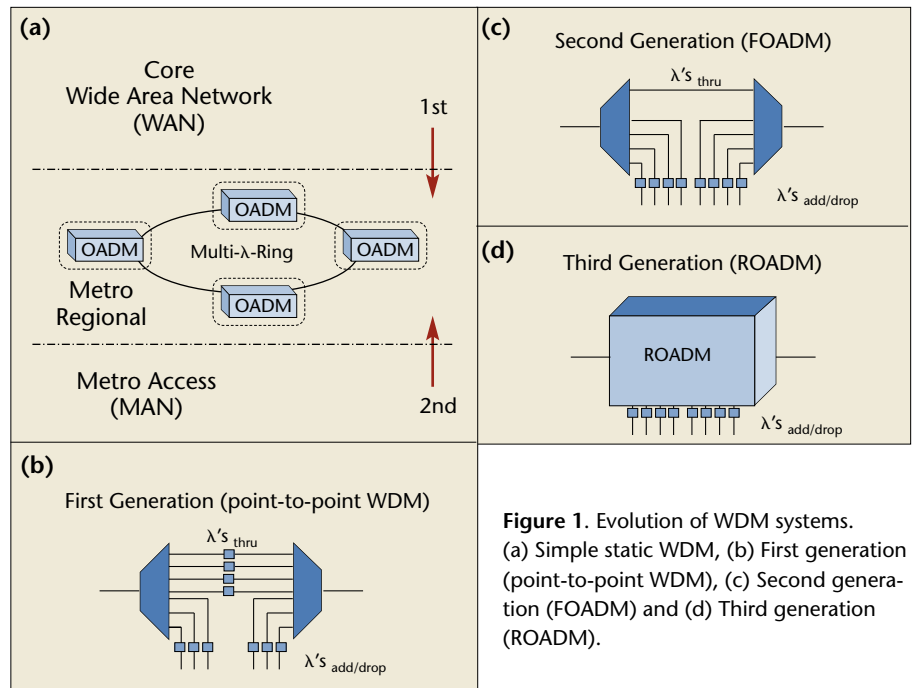 (a)
Core
Wide Area Network
(WAN)
1st
OADM
OADM
Multi-λ-Ring
OADM
OADM
Metro
Regional
Metro Access
(MAN)
2nd
(b)
First Generation (point-to-point WDM)
λ's thru
λ's add/drop
(c)
Second Generation (FOADM)
λ's thru
λ's add/drop
(d)
Third Generation (ROADM)
ROADM
λ's add/drop
Figure 1. Evolution of WDM systems.
(a) Simple static WDM, (b) First generation
(point-to-point WDM), (c) Second genera-
tion (FOADM) and (d) Third generation
(ROADM).